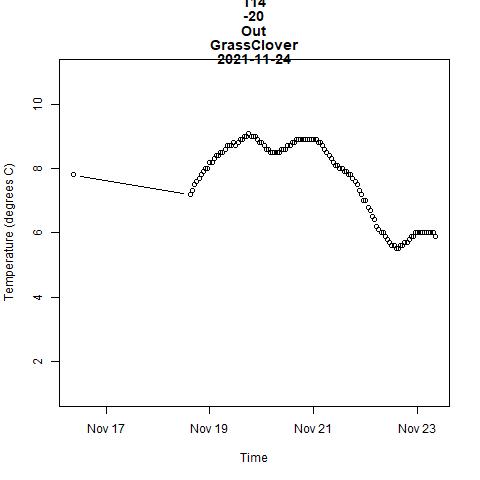 114
-20
Out
GrassClover
2021-11-24
Temperature (degrees C)
10
8
6
4
2
Nov 17 Nov 19 Nov 21 Nov 23
Time